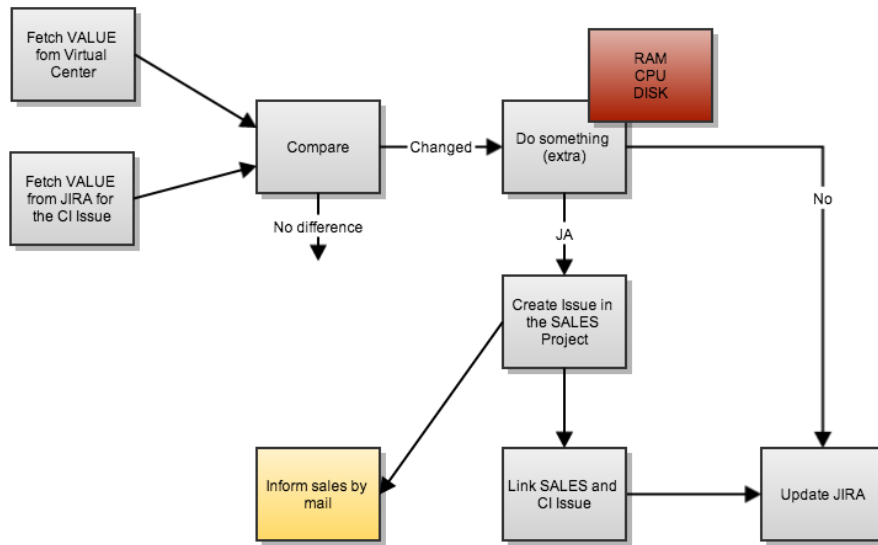 Fetch VALUE
fom Virtual
Center
RAM
CPU
DISK
Compare
Changed
Do something
(extra)
Fetch VALUE
from JIRA for
the CI Issue
No difference
JA
No
Create Issue in
the SALES
Project
Inform sales by
mail
Link SALES and
CI Issue
Update JIRA